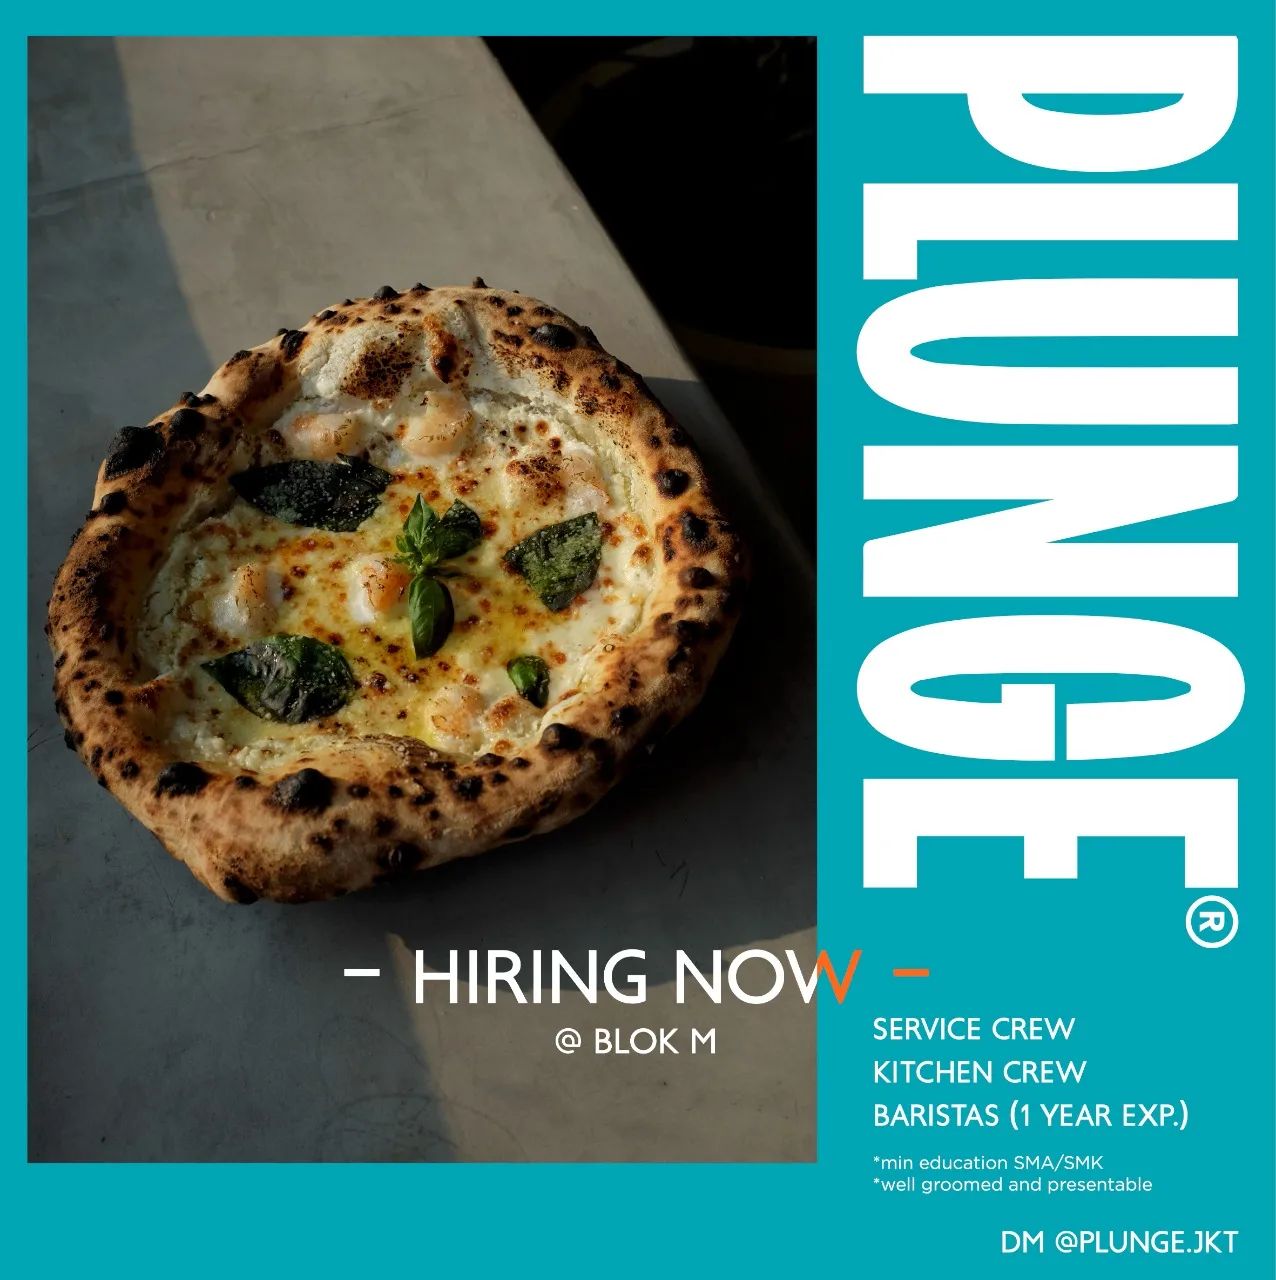 PLUNGE®
– HIRING NOW –
@ BLOK M
SERVICE CREW
KITCHEN CREW
BARISTAS (1 YEAR EXP.)
*min education SMA/SMK
*well groomed and presentable
DM @PLUNGE.JKT